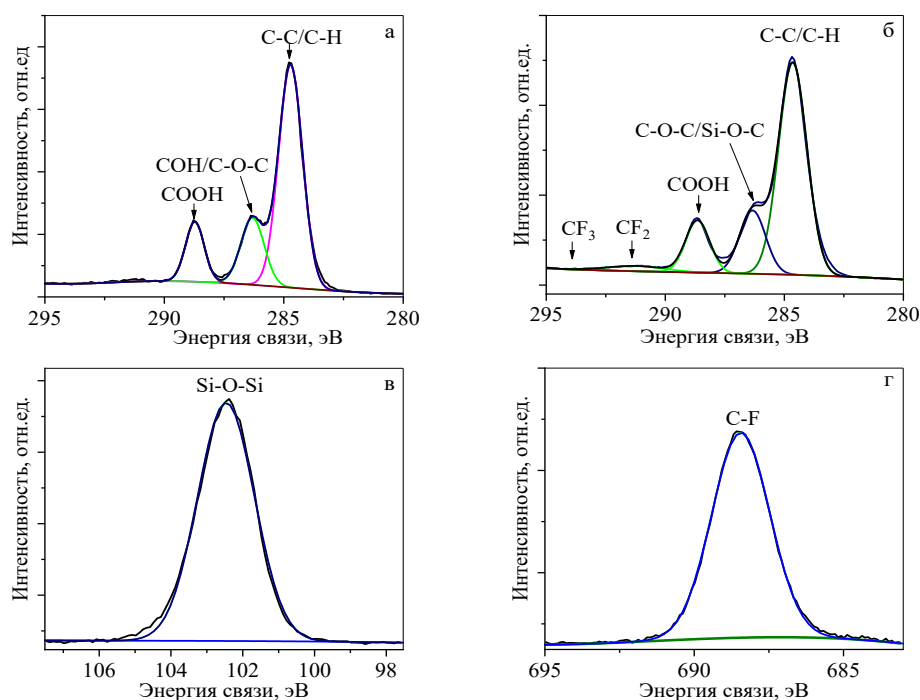 а
C-C/C-H
COH/C-O-C
COOH
Интенсивность, отн.ед.
295 290 285 280
Энергия связи, эВ
б
C-C/C-H
C-O-C/Si-O-C
COOH
CF3 CF2
Интенсивность, отн.ед.
295 290 285 280
Энергия связи, эВ
в
Si-O-Si
Интенсивность, отн.ед.
106 104 102 100 98
Энергия связи, эВ
г
C-F
Интенсивность, отн.ед.
695 690 685
Энергия связи, эВ